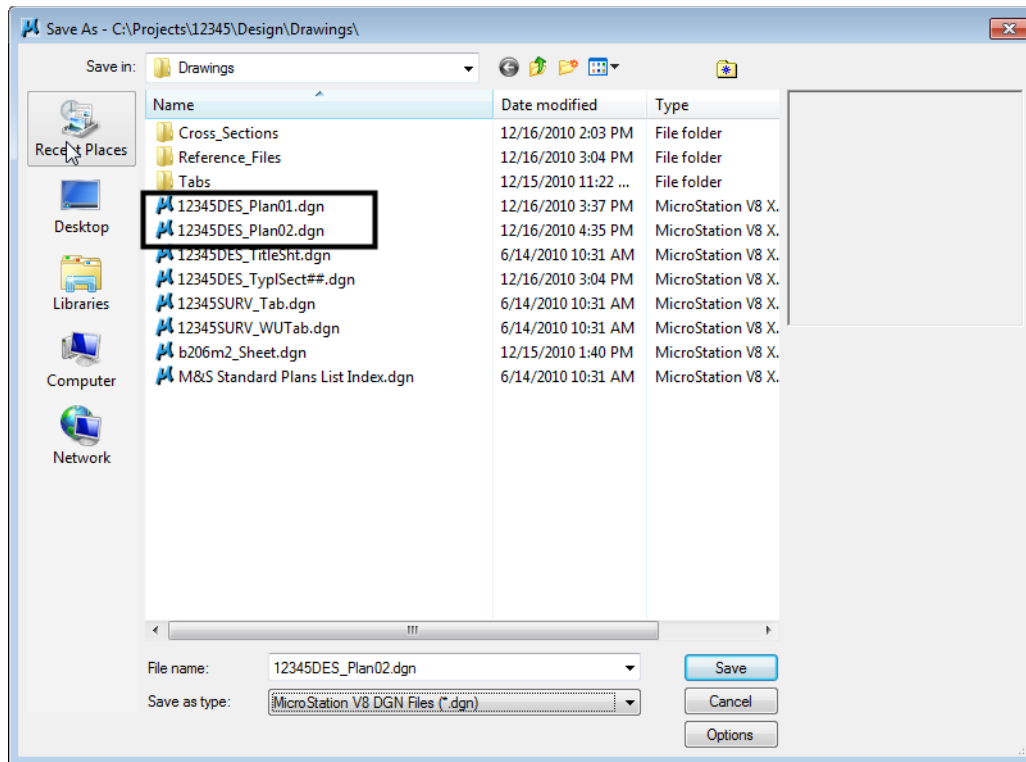 Save As - C:\Projects\12345\Design\Drawings\
Save in: Drawings
Name Date modified Type
Cross_Sections 12/16/2010 2:03 PM File folder
Reference_Files 12/16/2010 3:04 PM File folder
Tabs 12/15/2010 11:22 ... File folder
12345DES_Plan01.dgn 12/16/2010 3:37 PM MicroStation V8 X.
12345DES_Plan02.dgn 12/16/2010 4:35 PM MicroStation V8 X.
12345DES_TitleSht.dgn 6/14/2010 10:31 AM MicroStation V8 X.
12345DES_TyplSect##.dgn 12/16/2010 3:04 PM MicroStation V8 X.
12345SURV_Tab.dgn 6/14/2010 10:31 AM MicroStation V8 X.
12345SURV_WUTab.dgn 6/14/2010 10:31 AM MicroStation V8 X.
b206m2_Sheet.dgn 12/15/2010 1:40 PM MicroStation V8 X.
M&S Standard Plans List Index.dgn 6/14/2010 10:31 AM MicroStation V8 X.
Recent Places
Desktop
Libraries
Computer
Network
File name: 12345DES_Plan02.dgn Save
Save as type: MicroStation V8 DGN Files (*.dgn) Cancel
Options